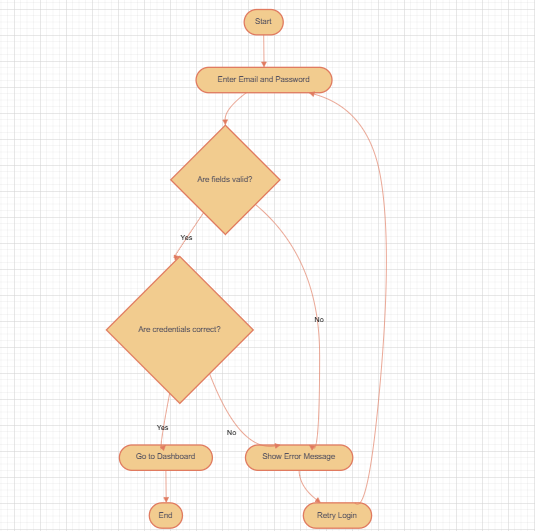 Start
Enter Email and Password
Are fields valid?
Yes
No
Are credentials correct?
Yes
No
Go to Dashboard
Show Error Message
End
Retry Login